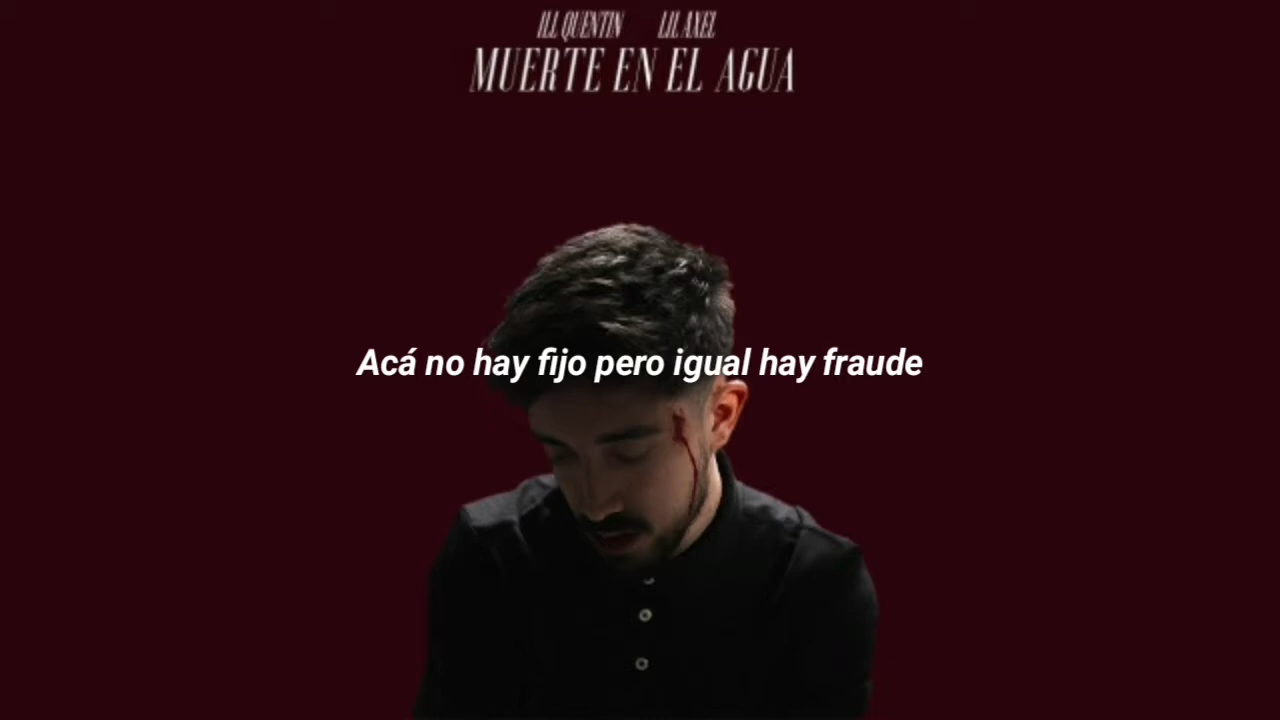 ILL QUENTIN LIL AXEL
MUERTE EN EL AGUA
Acá no hay fijo pero igual hay fraude